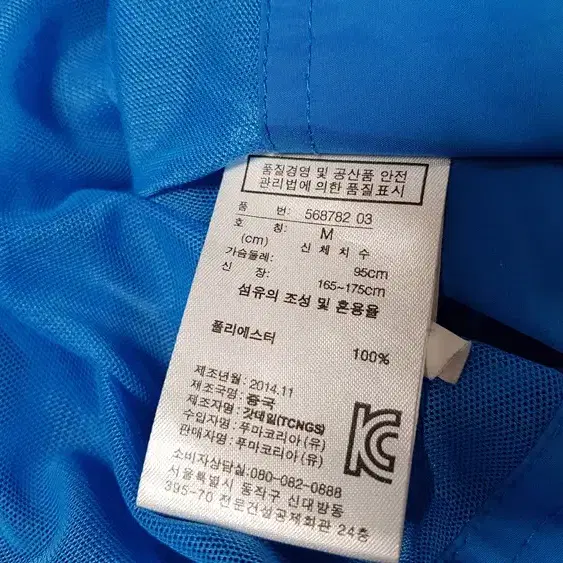 품질경영 및 공산품 안전
관리법에 의한 품질표시
품 번: 568782 03
호 칭: M
(cm) 신 체 치 수
가슴둘레: 95cm
신 장: 165~175cm
섬유의 조성 및 혼용율
폴리에스터 100%
제조년월: 2014.11
제조국명: 중국
제조자명: 갓데일(TCNGS)
수입자명: 푸마코리아 (유)
판매자명: 푸마코리아 (유)
소비자상담실: 080-082-0888
서울특별시 동작구 신대방동
395-70 전문건설공제회관 24층
KC